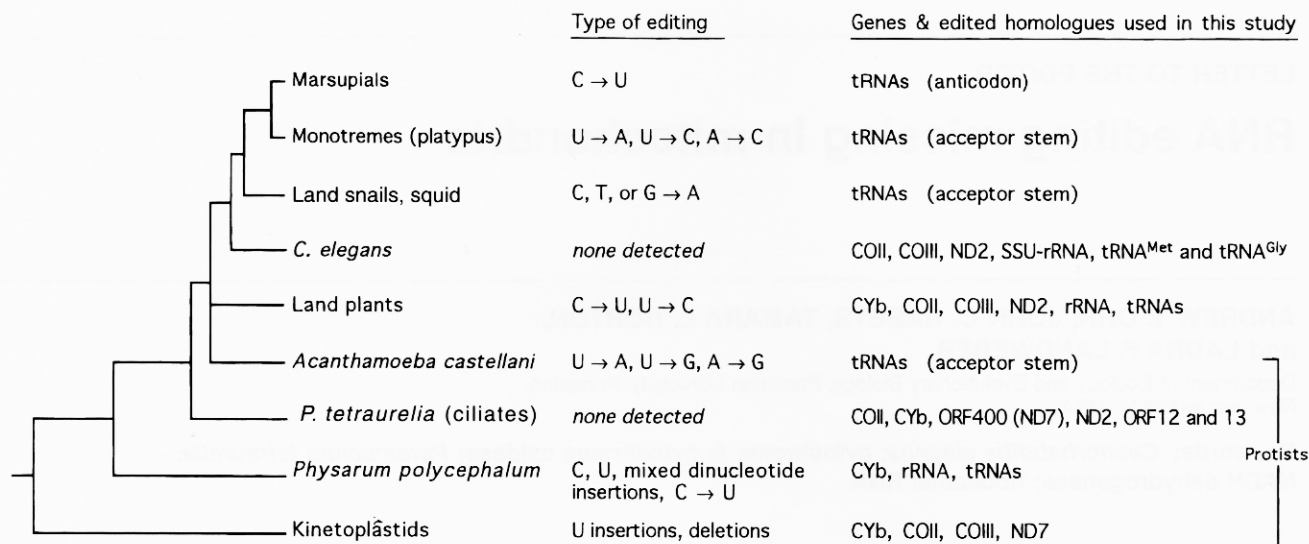 Type of editing Genes & edited homologues used in this study
Marsupials C → U tRNAs (anticodon)
Monotremes (platypus) U → A, U → C, A → C tRNAs (acceptor stem)
Land snails, squid C, T, or G → A tRNAs (acceptor stem)
C. elegans none detected COII, COIII, ND2, SSU-rRNA, tRNAMet and tRNAGly
Land plants C → U, U → C CYb, COII, COIII, ND2, rRNA, tRNAs
Acanthamoeba castellani U → A, U → G, A → G tRNAs (acceptor stem)
P. tetraurelia (ciliates) none detected COII, CYb, ORF400 (ND7), ND2, ORF12 and 13
Protists
Physarum polycephalum C, U, mixed dinucleotide CYb, rRNA, tRNAs
insertions, C → U
Kinetoplastids U insertions, deletions CYb, COII, COIII, ND7